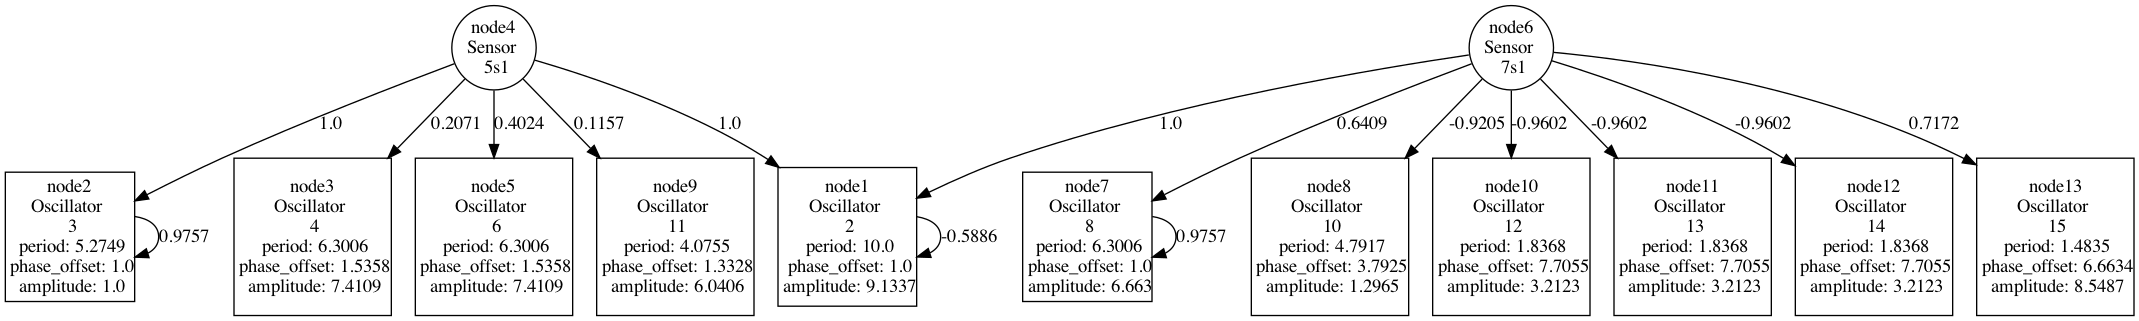 node4
Sensor
5s1
node6
Sensor
7s1
1.0
0.2071
0.4024
0.1157
1.0
1.0
0.6409
-0.9205
-0.9602
-0.9602
-0.9602
0.7172
node2
Oscillator
3
period: 5.2749
phase_offset: 1.0
amplitude: 1.0
0.9757
node3
Oscillator
4
period: 6.3006
phase_offset: 1.5358
amplitude: 7.4109
node5
Oscillator
6
period: 6.3006
phase_offset: 1.5358
amplitude: 7.4109
node9
Oscillator
11
period: 4.0755
phase_offset: 1.3328
amplitude: 6.0406
node1
Oscillator
2
period: 10.0
phase_offset: 1.0
amplitude: 9.1337
-0.5886
node7
Oscillator
8
period: 6.3006
phase_offset: 1.0
amplitude: 6.663
0.9757
node8
Oscillator
10
period: 4.7917
phase_offset: 3.7925
amplitude: 1.2965
node10
Oscillator
12
period: 1.8368
phase_offset: 7.7055
amplitude: 3.2123
node11
Oscillator
13
period: 1.8368
phase_offset: 7.7055
amplitude: 3.2123
node12
Oscillator
14
period: 1.8368
phase_offset: 7.7055
amplitude: 3.2123
node13
Oscillator
15
period: 1.4835
phase_offset: 6.6634
amplitude: 8.5487